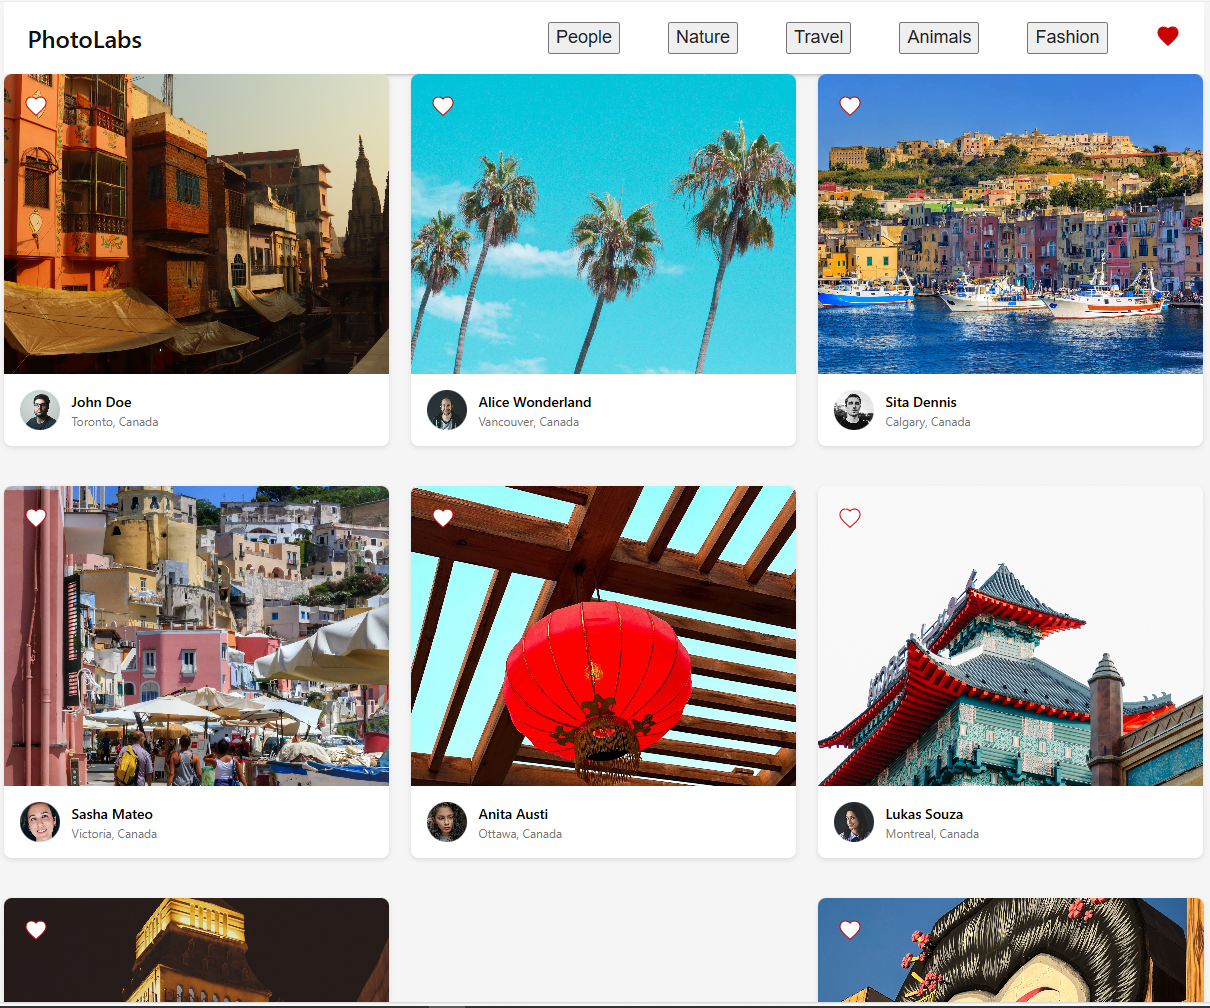 PhotoLabs
People
Nature
Travel
Animals
Fashion
John Doe
Toronto, Canada
Alice Wonderland
Vancouver, Canada
Sita Dennis
Calgary, Canada
Sasha Mateo
Victoria, Canada
Anita Austi
Ottawa, Canada
Lukas Souza
Montreal, Canada